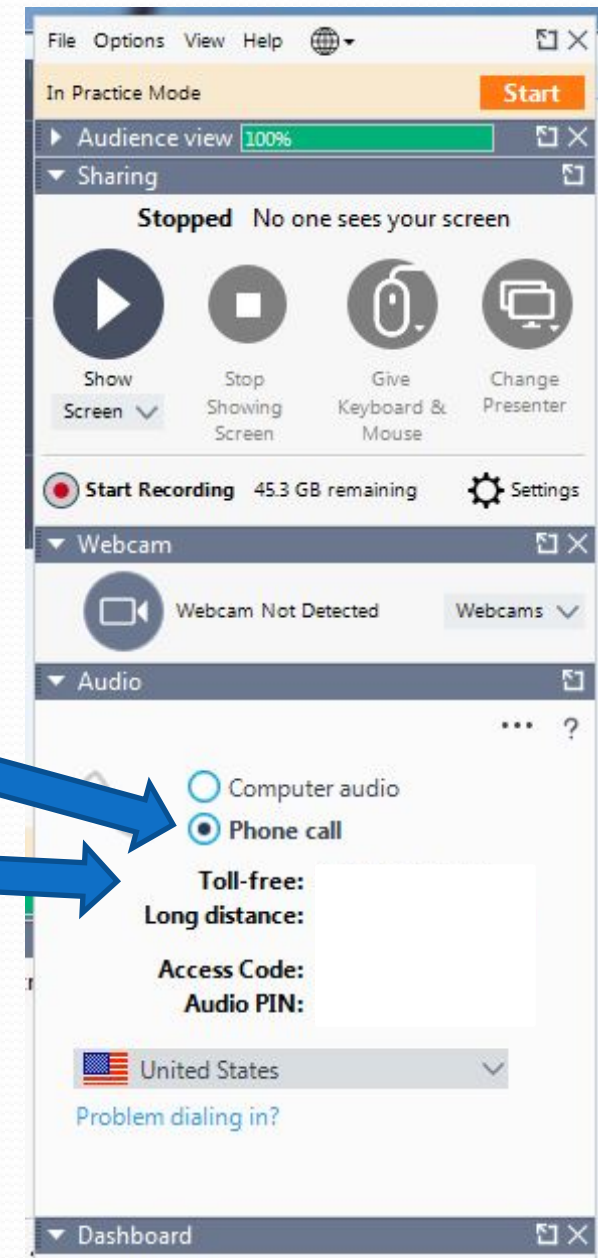 File Options View Help
In Practice Mode Start
Audience view 100%
Sharing
Stopped No one sees your screen
Show
Screen
Stop
Showing
Screen
Give
Keyboard &
Mouse
Change
Presenter
Start Recording 45.3 GB remaining Settings
Webcam
Webcam Not Detected Webcams
Audio
... ?
Computer audio
Phone call
Toll-free:
Long distance:
Access Code:
Audio PIN:
United States
Problem dialing in?
Dashboard